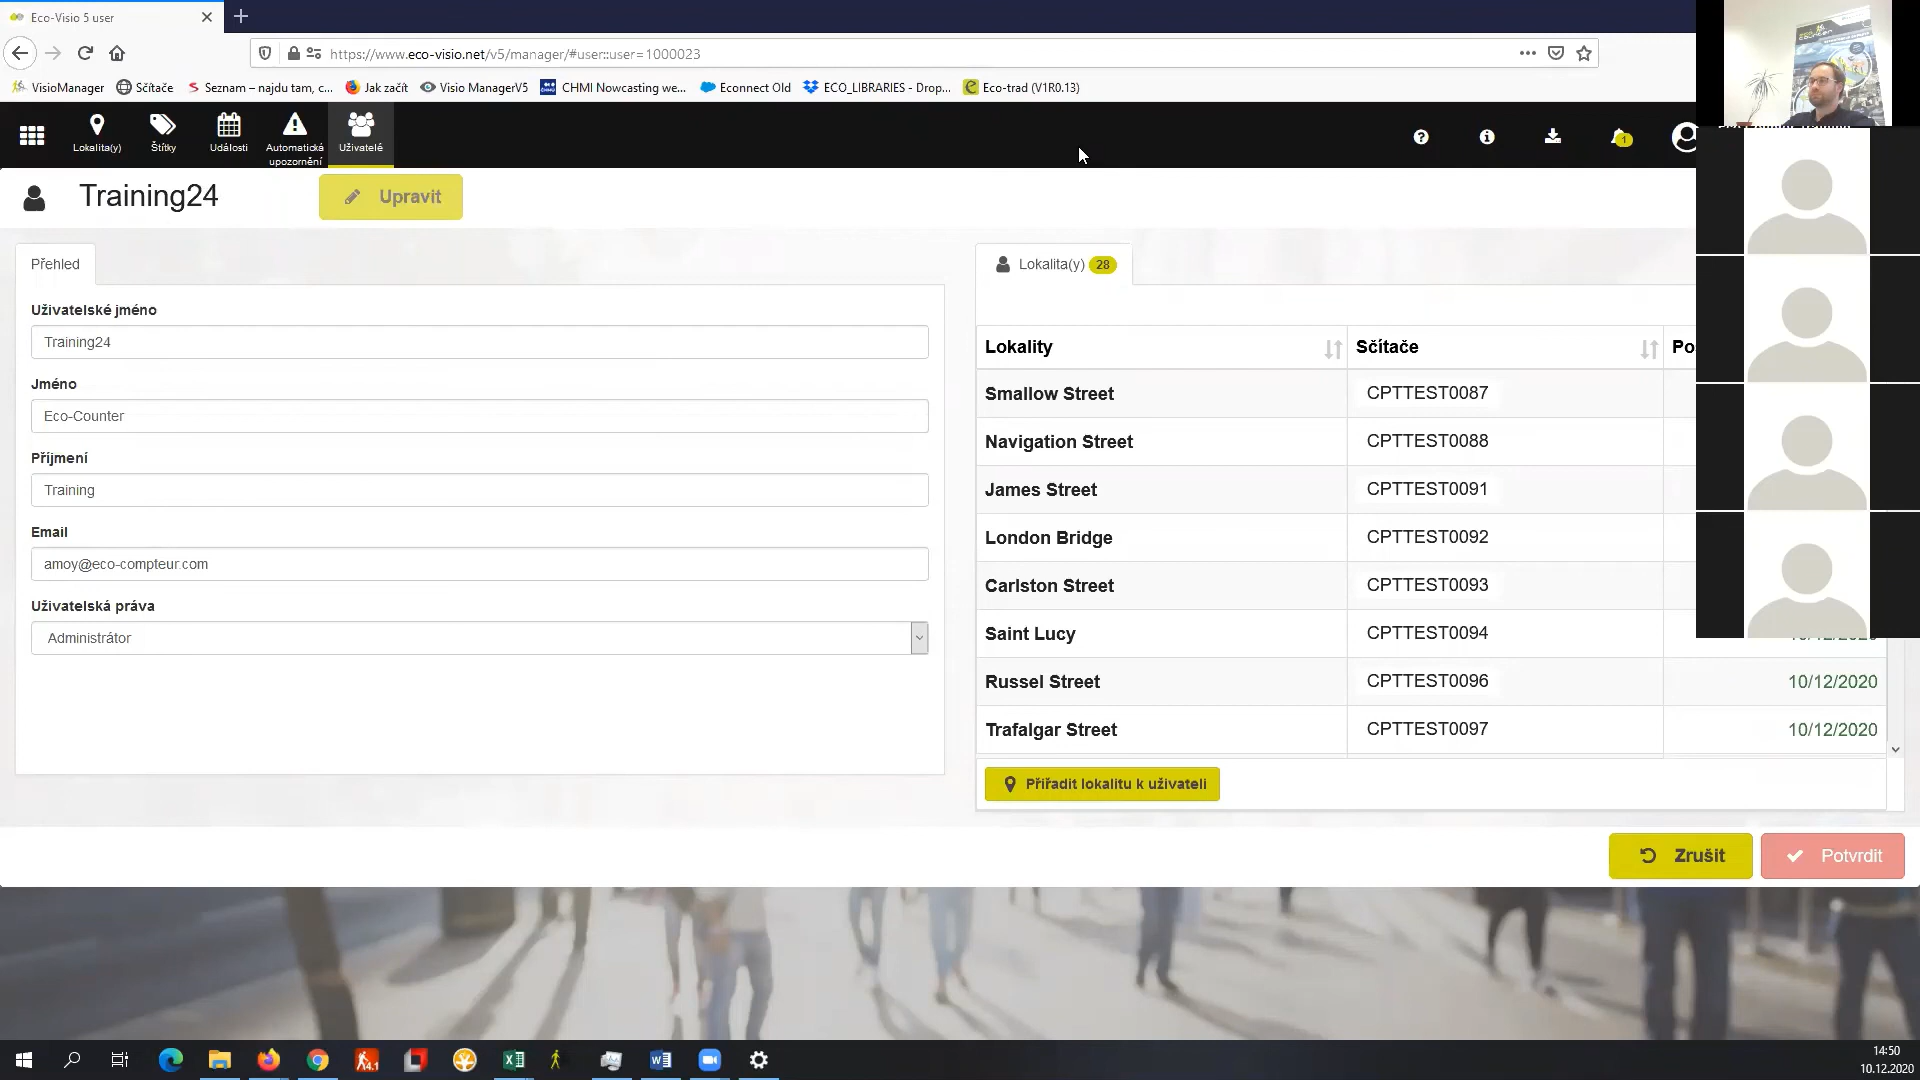 Eco-Visio 5 user
https://www.eco-visio.net/v5/manager/#user::user=1000023
VisioManager
Sčítače
Seznam – najdu tam, c...
Jak začít
Visio ManagerV5
CHMI Nowcasting we...
Econnect Old
ECO_LIBRARIES - Drop...
Eco-trad (V1R0.13)
Lokalita(y)
Štítky
Události
Automatická upozornění
Uživatelé
1
Training24
Upravit
Přehled
Uživatelské jméno
Training24
Jméno
Eco-Counter
Příjmení
Training
Email
amoy@eco-compteur.com
Uživatelská práva
Administrátor
Lokalita(y) 28
Lokality Sčítače
Smallow Street CPTTEST0087
Navigation Street CPTTEST0088
James Street CPTTEST0091
London Bridge CPTTEST0092
Carlston Street CPTTEST0093
Saint Lucy CPTTEST0094
Russel Street CPTTEST0096 10/12/2020
Trafalgar Street CPTTEST0097 10/12/2020
Přiřadit lokalitu k uživateli
Zrušit
Potvrdit
14:50
10.12.2020